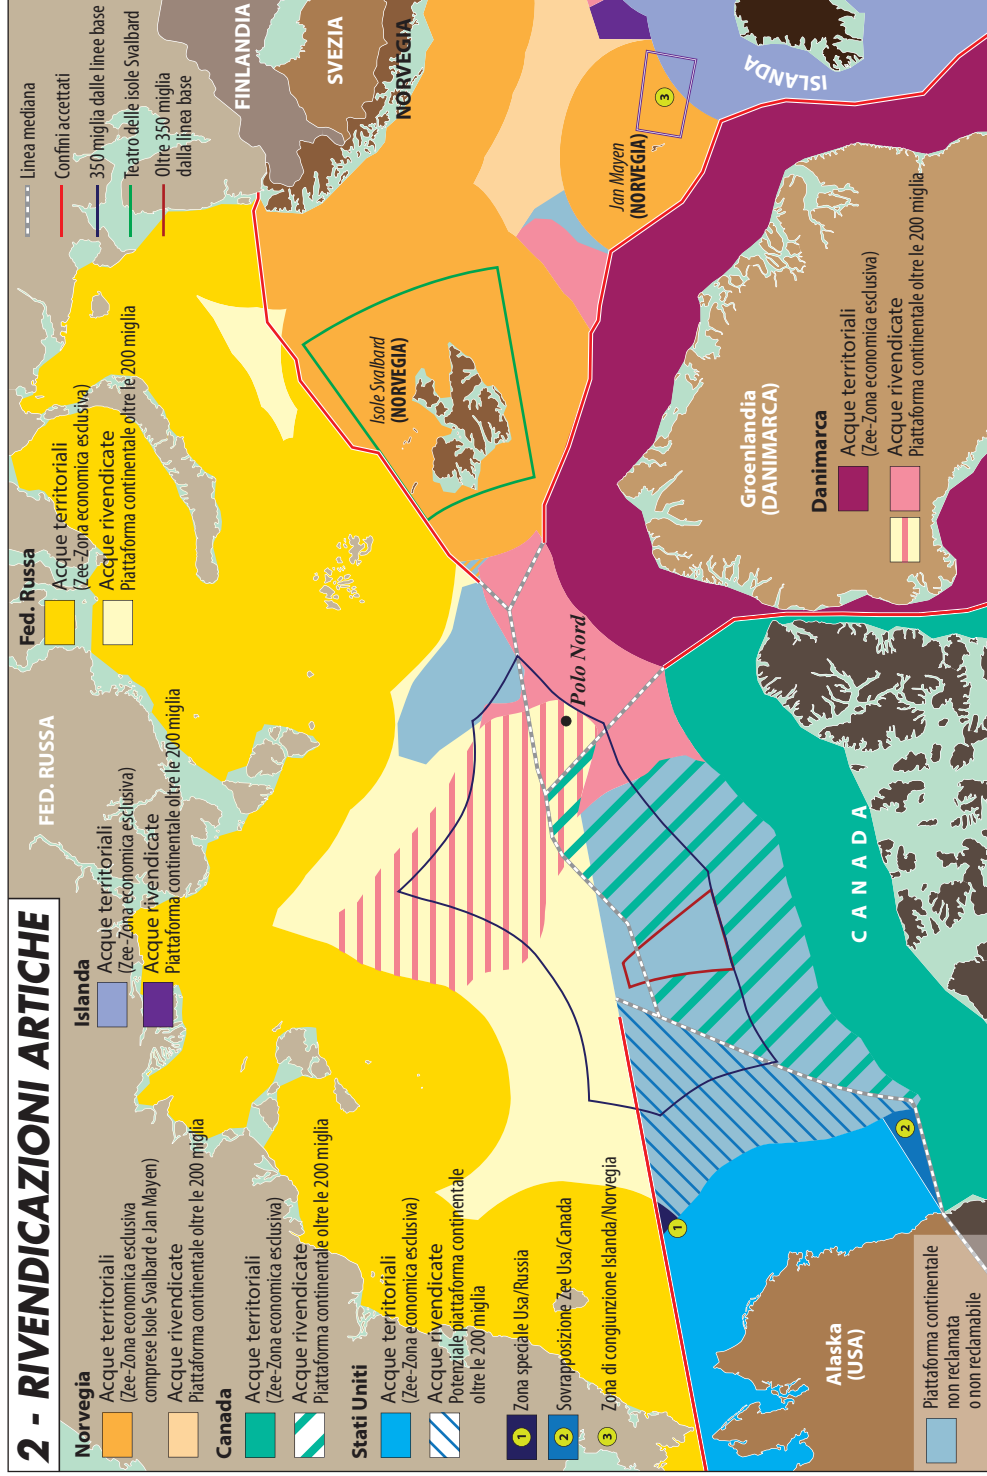 2 - RIVENDICAZIONI ARTICHE
Norvegia
Acque territoriali
(Zee-Zona economica esclusiva
comprese Isole Svalbard e Jan Mayen)
Acque rivendicate
Piattaforma continentale oltre le 200 miglia
Canada
Acque territoriali
(Zee-Zona economica esclusiva)
Acque rivendicate
Piattaforma continentale oltre le 200 miglia
Stati Uniti
Acque territoriali
(Zee-Zona economica esclusiva)
Acque rivendicate
Potenziale piattaforma continentale
oltre le 200 miglia
1
Zona speciale Usa/Russia
2
Sovrapposizione Zee Usa/Canada
3
Zona di congiunzione Islanda/Norvegia
Islanda
Acque territoriali
(Zee-Zona economica esclusiva)
Acque rivendicate
Piattaforma continentale oltre le 200 miglia
Fed. Russa
Acque territoriali
(Zee-Zona economica esclusiva)
Acque rivendicate
Piattaforma continentale oltre le 200 miglia
Linea mediana
Confini accettati
350 miglia dalle linee base
Teatro delle isole Svalbard
Oltre 350 miglia
dalla linea base
FED. RUSSA
FINLANDIA
SVEZIA
NORVEGIA
Isole Svalbard
(NORVEGIA)
Jan Mayen
(NORVEGIA)
3
ISLANDA
Polo Nord
Groenlandia
(DANIMARCA)
Danimarca
Acque territoriali
(Zee-Zona economica esclusiva)
Acque rivendicate
Piattaforma continentale oltre le 200 miglia
CANADA
1
2
Alaska
(USA)
Piattaforma continentale
non reclamata
o non reclamabile